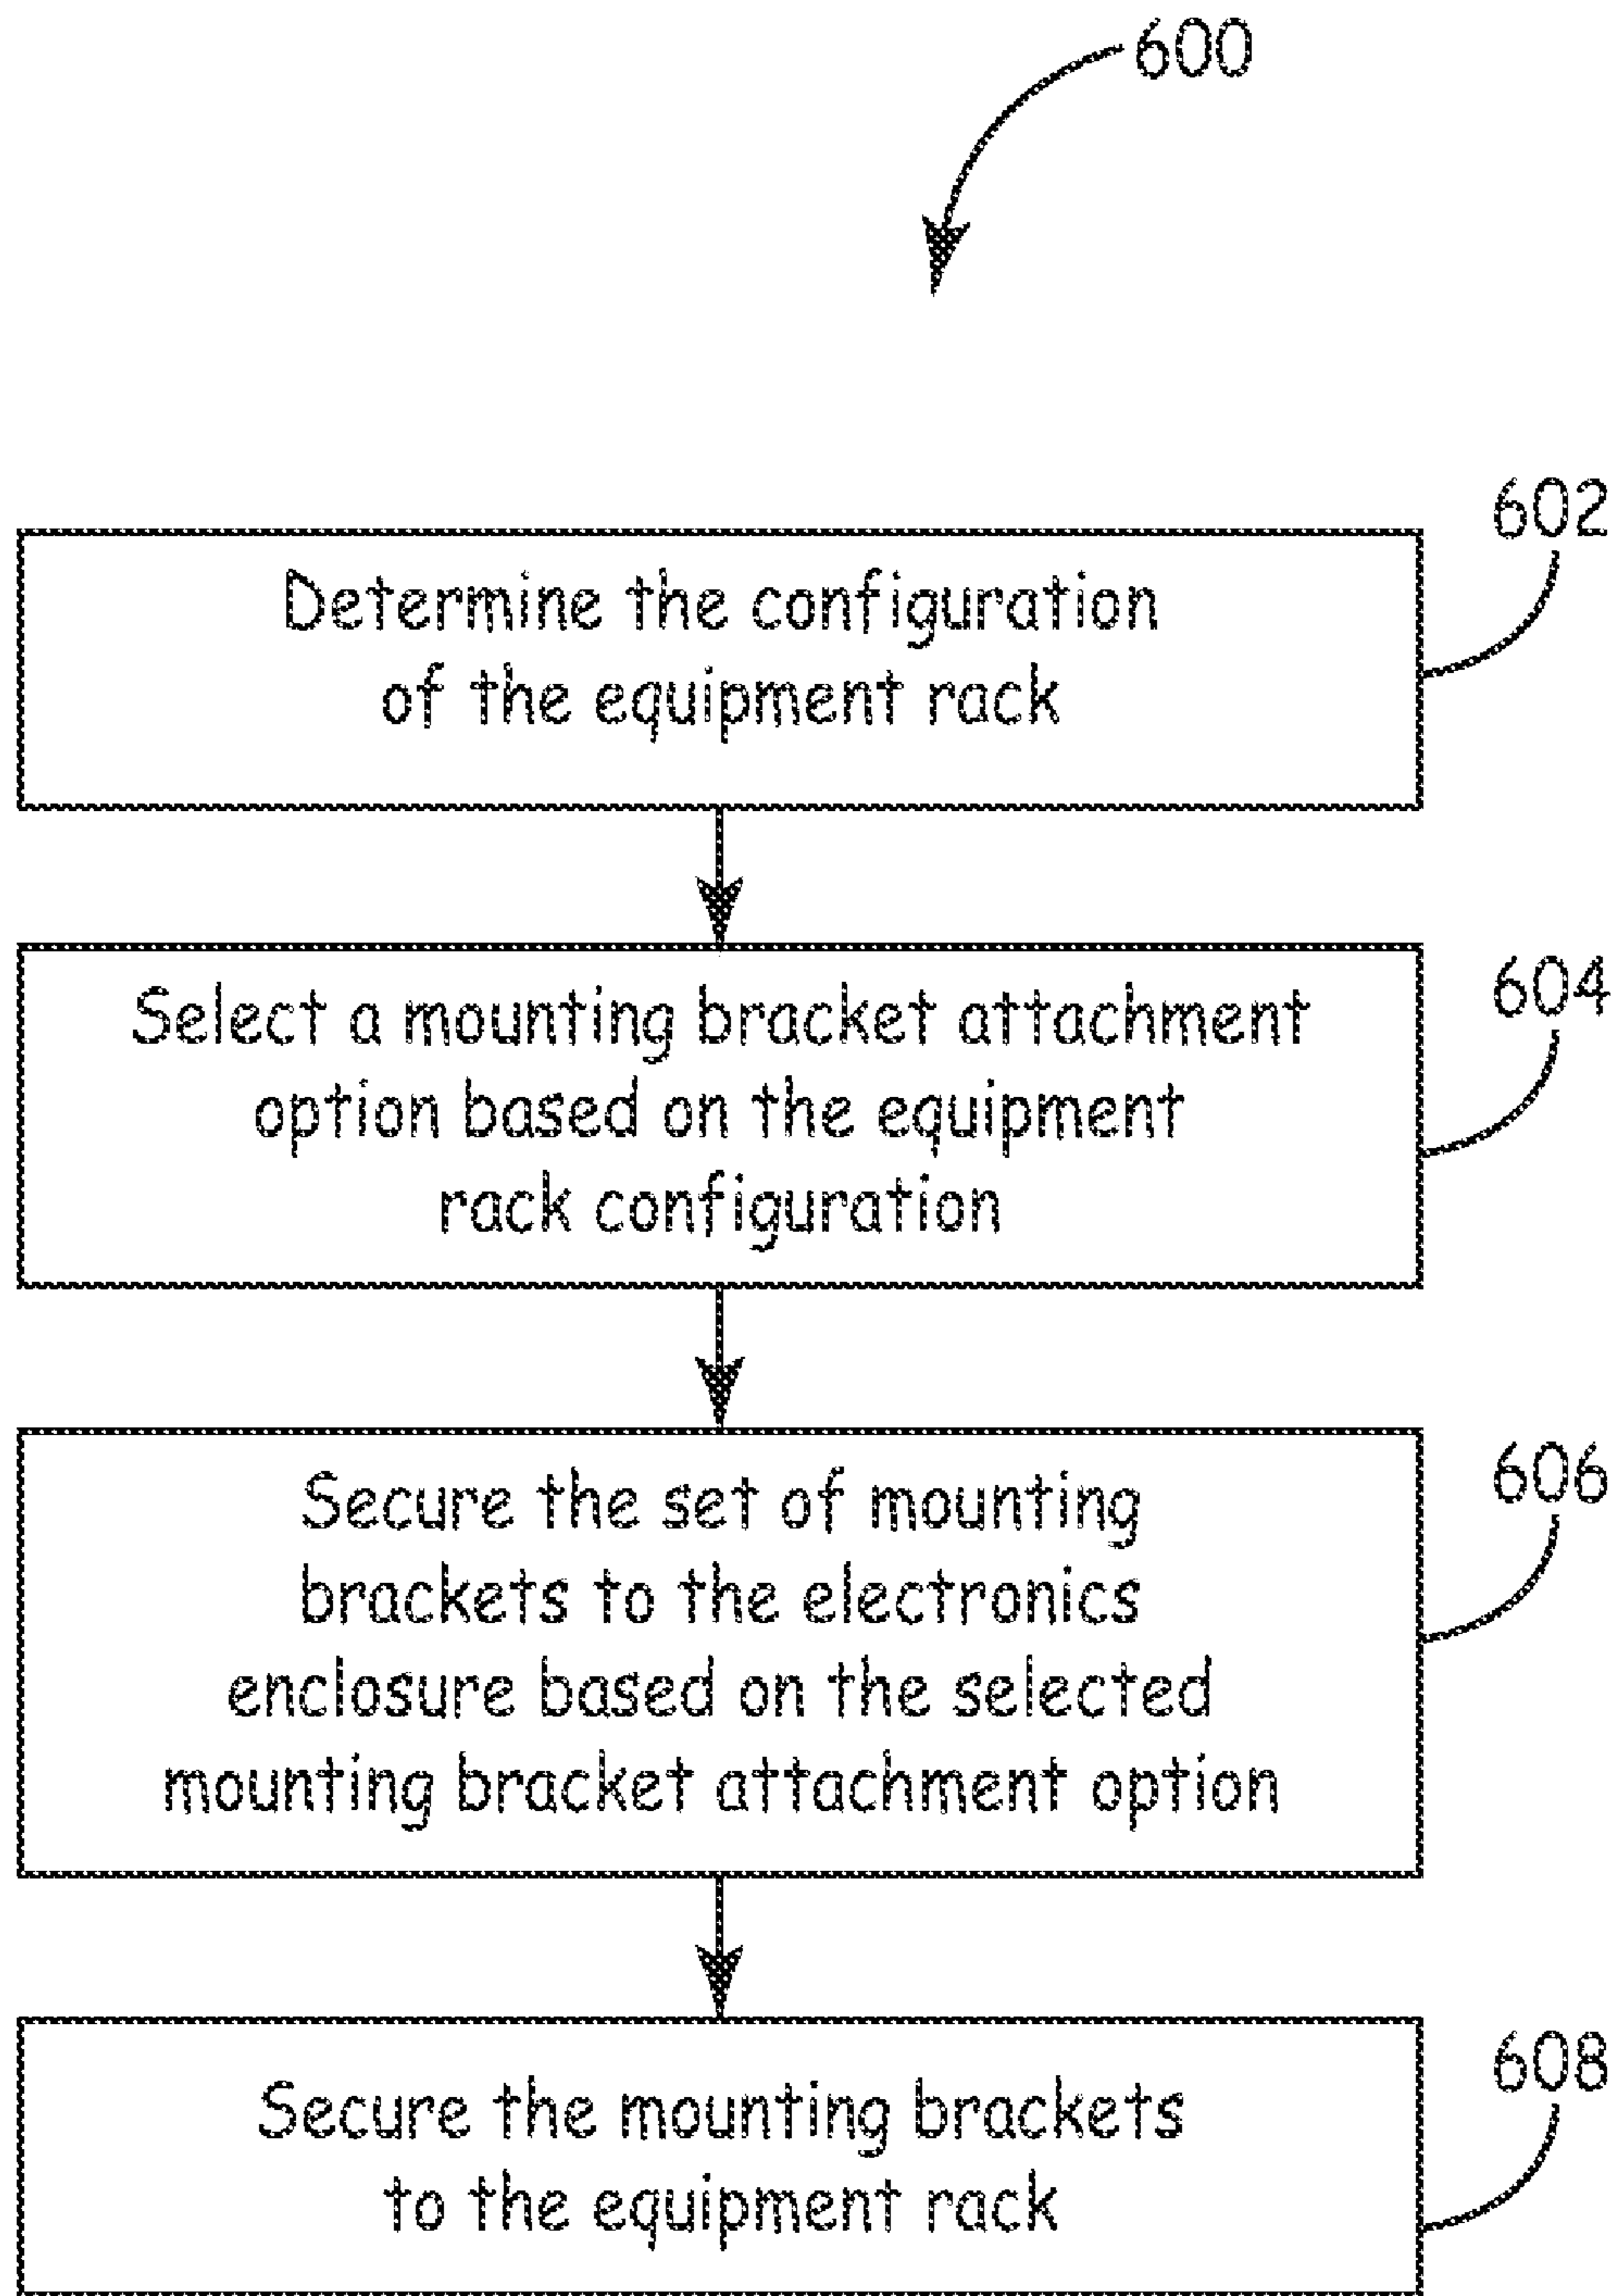 600
602
Determine the configuration
of the equipment rack
604
Select a mounting bracket attachment
option based on the equipment
rack configuration
606
Secure the set of mounting
brackets to the electronics
enclosure based on the selected
mounting bracket attachment option
608
Secure the mounting brackets
to the equipment rack